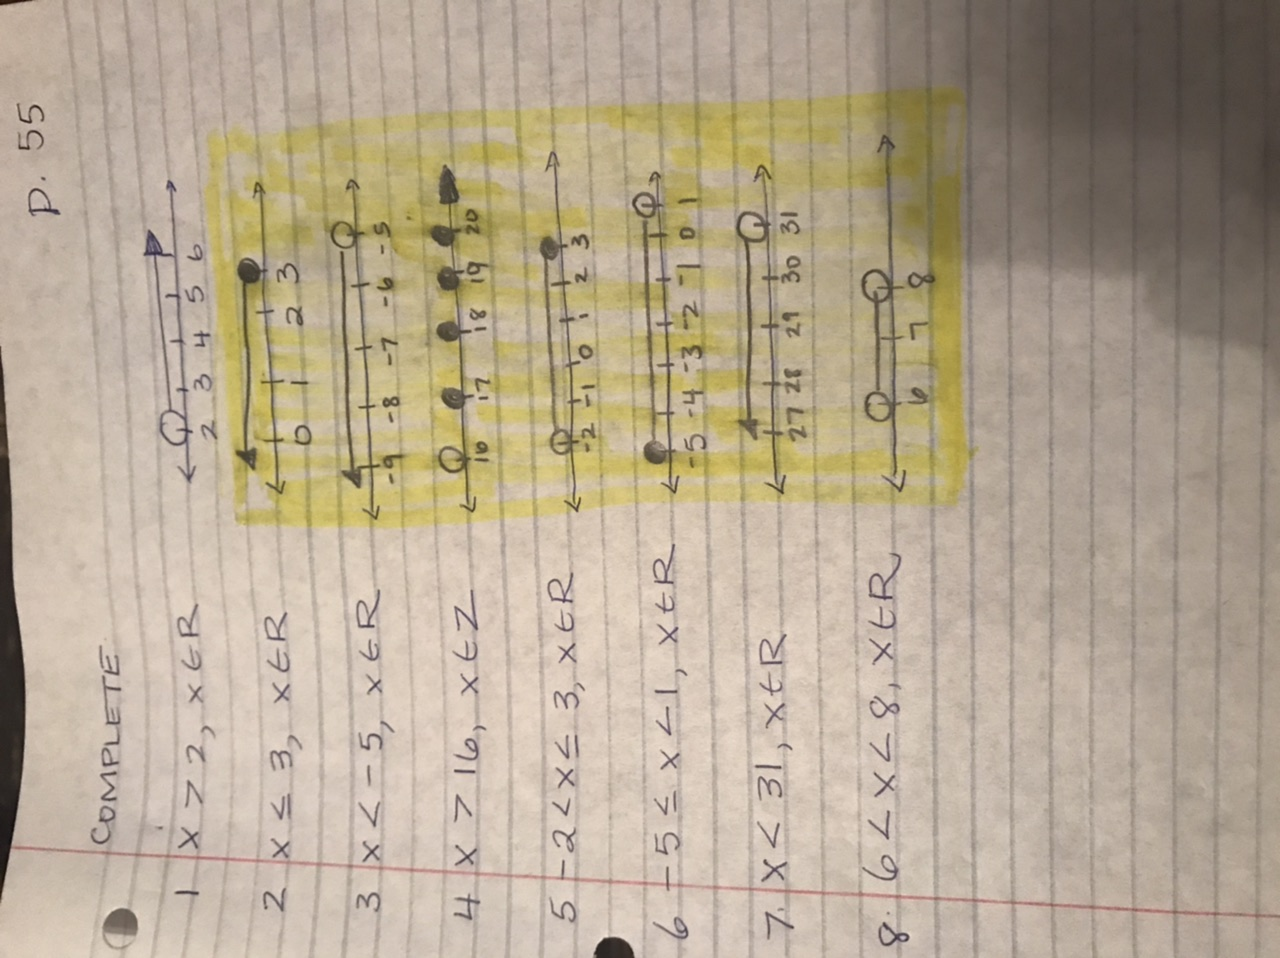 p. 55
COMPLETE
1 x > 2, x ∈ R
2 3 4 5 6
2 x ≤ 3, x ∈ R
0 1 2 3
3 x < -5, x ∈ R
-9 -8 -7 -6 -5
4 x > 16, x ∈ Z
16 17 18 19 20
5 -2 < x ≤ 3, x ∈ R
-2 -1 0 1 2 3
6 -5 ≤ x < 1, x ∈ R
-5 -4 -3 -2 -1 0 1
7. x < 31, x ∈ R
27 28 29 30 31
8. 6 < x < 8, x ∈ R
6 7 8